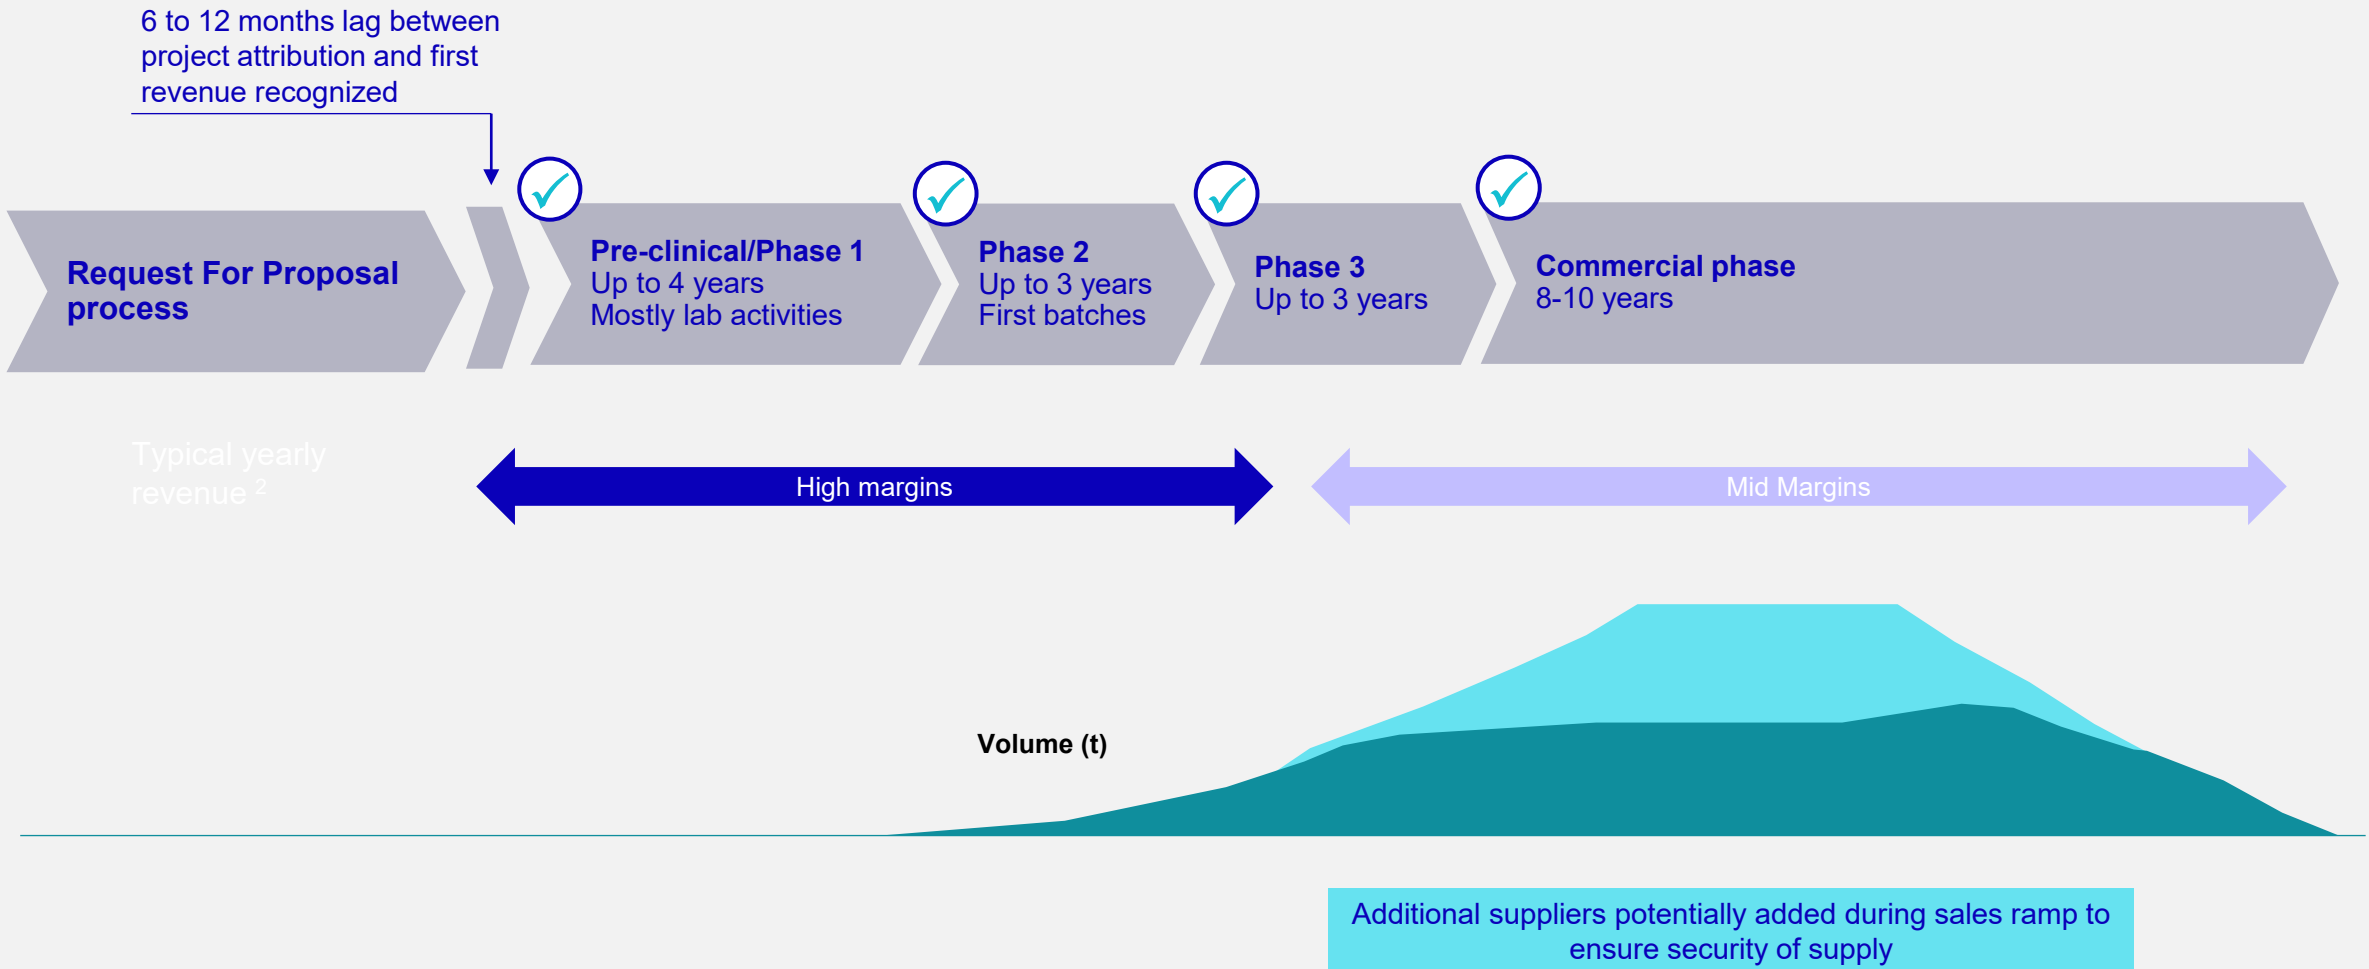 6 to 12 months lag between
project attribution and first
revenue recognized
Request For Proposal
process
Pre-clinical/Phase 1
Up to 4 years
Mostly lab activities
Phase 2
Up to 3 years
First batches
Phase 3
Up to 3 years
Commercial phase
8-10 years
Typical yearly
revenue 2
High margins
Mid Margins
Volume (t)
Additional suppliers potentially added during sales ramp to
ensure security of supply